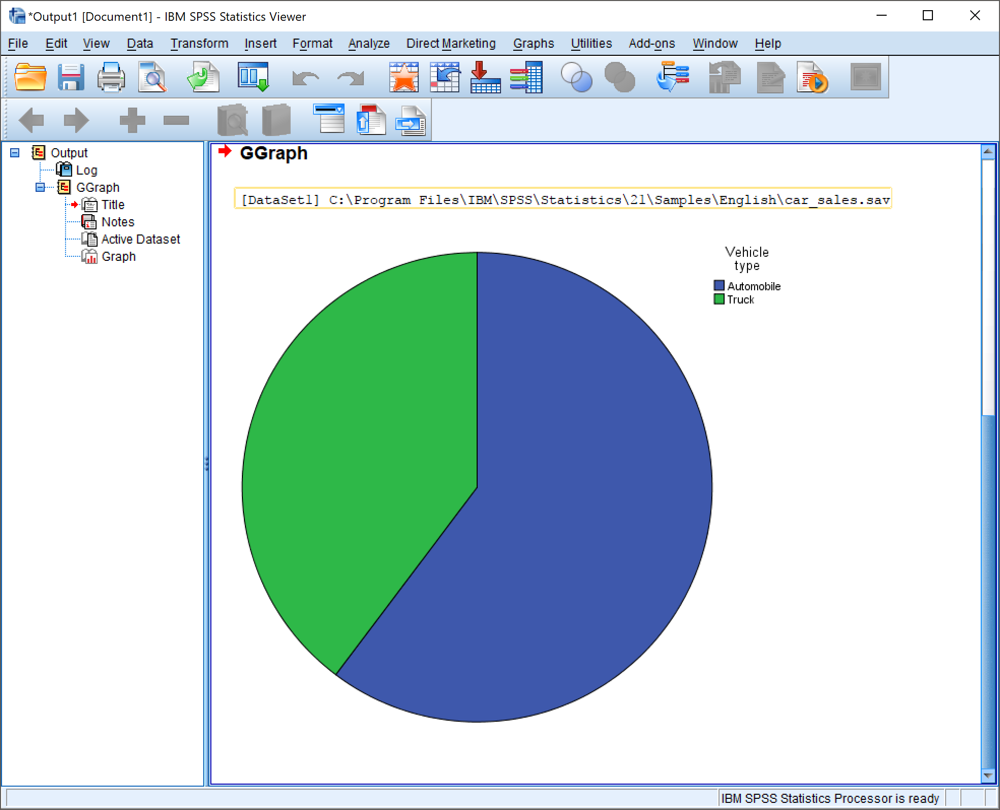 *Output1 [Document1] - IBM SPSS Statistics Viewer
File Edit View Data Transform Insert Format Analyze Direct Marketing Graphs Utilities Add-ons Window Help
Output
Log
GGraph
Title
Notes
Active Dataset
Graph
GGraph
[DataSet1] C:\Program Files\IBM\SPSS\Statistics\21\Samples\English\car_sales.sav
Vehicle
type
Automobile
Truck
IBM SPSS Statistics Processor is ready